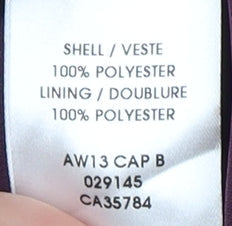 SHELL / VESTE
100% POLYESTER
LINING / DOUBLURE
100% POLYESTER
AW13 CAP B
029145
CA35784